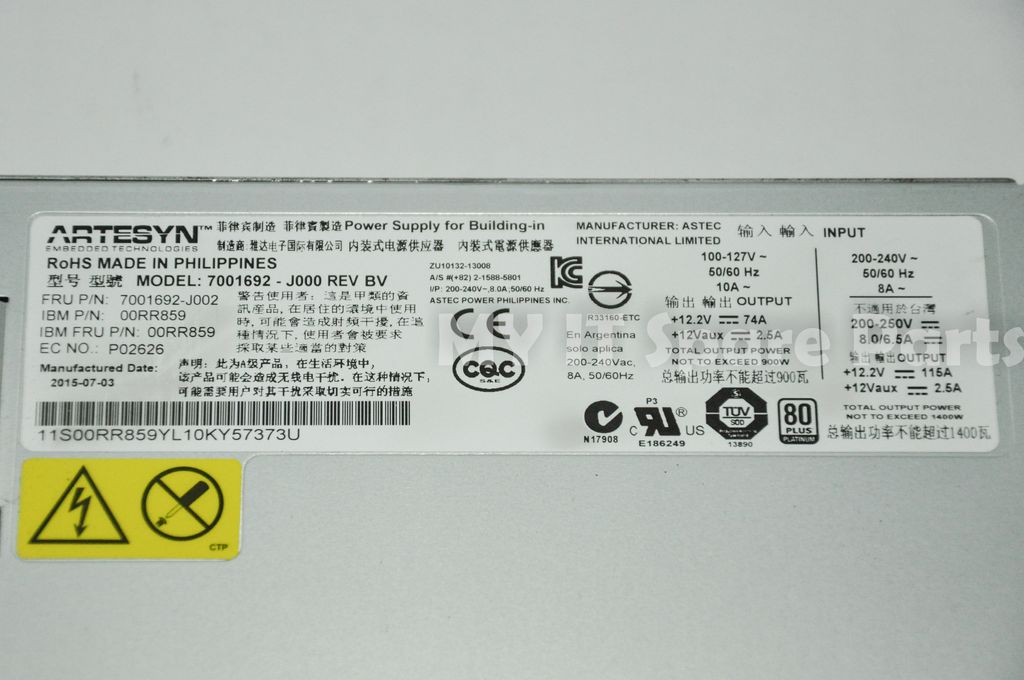 ARTESYN™
EMBEDDED TECHNOLOGIES
菲律宾制造 菲律賓製造 Power Supply for Building-in
制造商: 雅达电子国际有限公司 内装式电源供应器 內裝式電源供應器
RoHS MADE IN PHILIPPINES
型号 型號 MODEL: 7001692 - J000 REV BV
FRU P/N: 7001692-J002
IBM P/N: 00RR859
IBM FRU P/N: 00RR859
EC NO.: P02626
Manufactured Date:
2015-07-03
警告使用者: 這是甲類的資
訊産品, 在居住的環境中使用
時, 可能會造成射頻干擾, 在這
種情況下, 使用者會被要求
採取某些適當的對策
声明: 此为A级产品, 在生活环境中,
该产品可能会造成无线电干扰. 在这种情况下,
可能需要用户对其干扰采取切实可行的措施
11S00RR859YL10KY57373U
ZU10132-13008
A/S #(+82) 2-1588-5801
I/P: 200-240V~,8.0A;50/60 Hz
ASTEC POWER PHILIPPINES INC.
CE
CQC
S&E
MANUFACTURER: ASTEC
INTERNATIONAL LIMITED
R33160-ETC
En Argentina
solo aplica
200-240Vac,
8A, 50/60Hz
输入 輸入 INPUT
100-127V ~
50/60 Hz
10A ~
输出 輸出 OUTPUT
+12.2V ⎓ 74A
+12Vaux ⎓ 2.5A
TOTAL OUTPUT POWER
NOT TO EXCEED 900W
总输出功率不能超过900瓦
200-240V ~
50/60 Hz
8A ~
不適用於台灣
200-250V ⎓
8.0/6.5A ⎓
输出 輸出 OUTPUT
+12.2V ⎓ 115A
+12Vaux ⎓ 2.5A
TOTAL OUTPUT POWER
NOT TO EXCEED 1400W
总输出功率不能超过1400瓦
N17908
P3
C RU ® US
E186249
TUV
SUD
13890
80
PLUS
PLATINUM
CTP
MY IT Store Parts